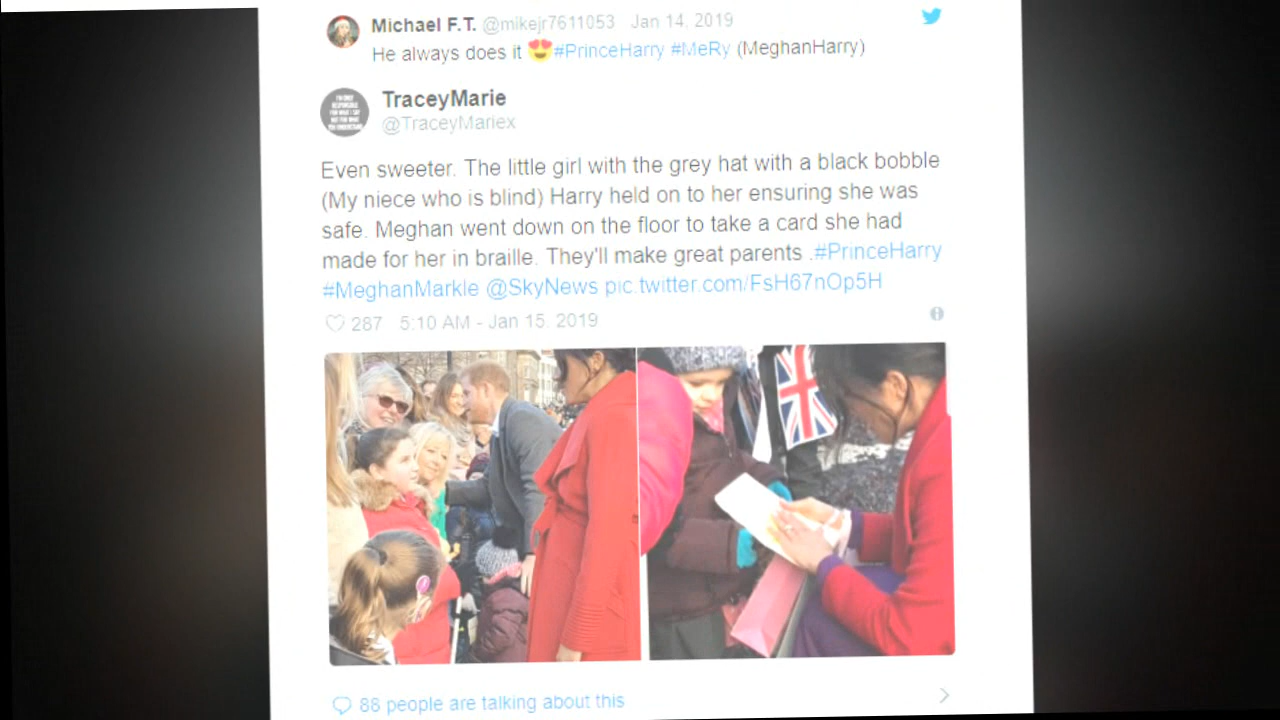 Michael F.T. @mikejr7611053 Jan 14, 2019
He always does it 😍#PrinceHarry #MeRy (MeghanHarry)
TraceyMarie
@TraceyMariex
Even sweeter. The little girl with the grey hat with a black bobble
(My niece who is blind) Harry held on to her ensuring she was
safe. Meghan went down on the floor to take a card she had
made for her in braille. They'll make great parents .#PrinceHarry
#MeghanMarkle @SkyNews pic.twitter.com/FsH67nOp5H
287 5:10 AM - Jan 15, 2019
88 people are talking about this